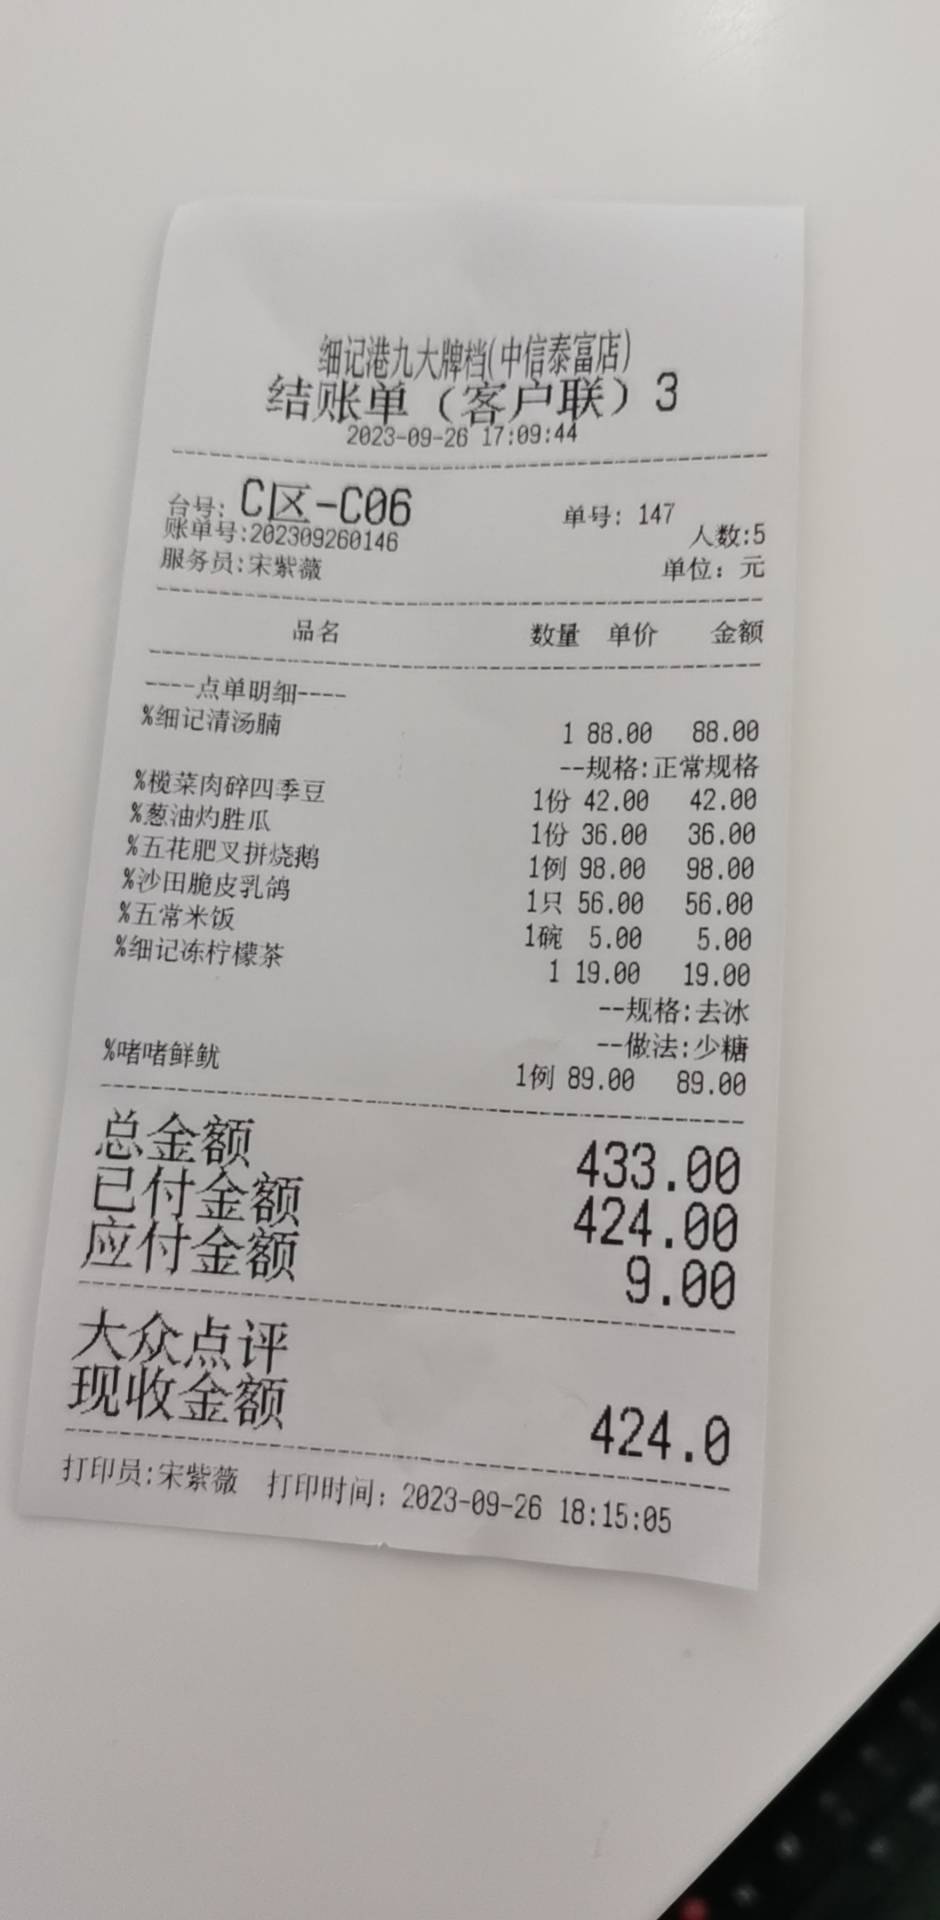 细记港九大牌档(中信泰富店)
结账单（客户联）3
2023-09-26 17:09:44
台号: C区-C06 单号: 147
账单号:202309260146 人数:5
服务员:宋紫薇 单位: 元
品名 数量 单价 金额
----点单明细----
%细记清汤腩 1 88.00 88.00
--规格:正常规格
%榄菜肉碎四季豆 1份 42.00 42.00
%葱油灼胜瓜 1份 36.00 36.00
%五花肥叉拼烧鹅 1例 98.00 98.00
%沙田脆皮乳鸽 1只 56.00 56.00
%五常米饭 1碗 5.00 5.00
%细记冻柠檬茶 1 19.00 19.00
--规格:去冰
--做法:少糖
%啫啫鲜鱿 1例 89.00 89.00
总金额 433.00
已付金额 424.00
应付金额 9.00
大众点评
现收金额 424.0
打印员:宋紫薇 打印时间: 2023-09-26 18:15:05